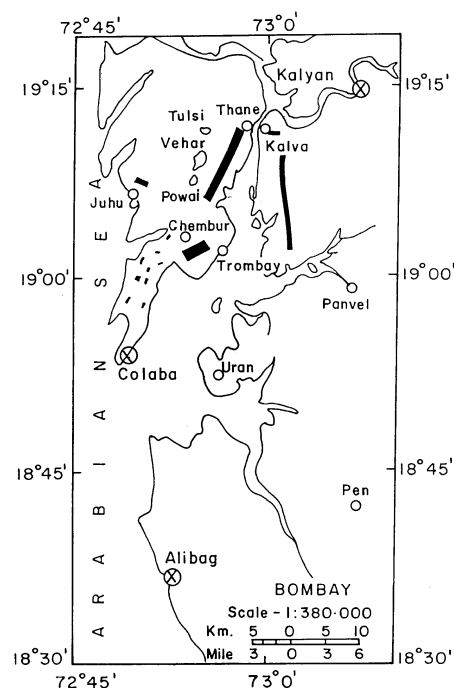 72°45' 73°0'
Kalyan
19°15' 19°15'
Thane
Tulsi
Vehar Kalva
Powai
Juhu
Chembur
Trombay
19°00' 19°00'
Panvel
Colaba
Uran
18°45' 18°45'
Pen
Alibag
ARABIAN SEA
BOMBAY
Scale - 1:380·000
Km. 5 0 5 10
Mile 3 0 3 6
18°30' 18°30'
72°45' 73°0'